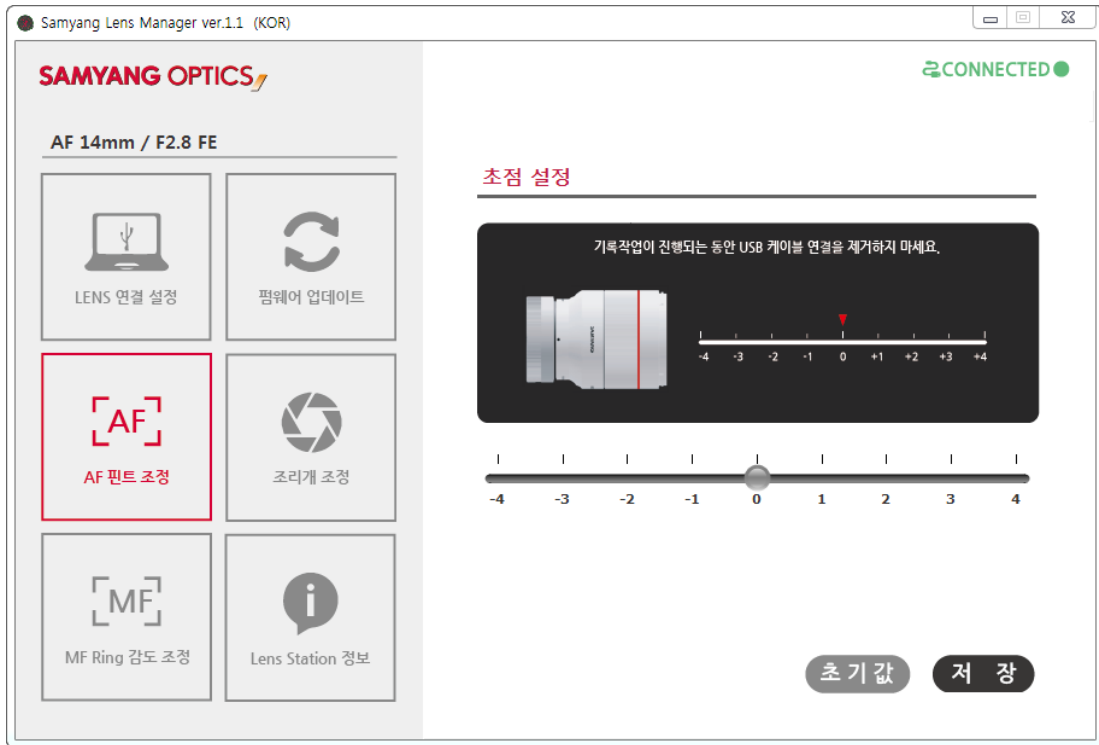 Samyang Lens Manager ver.1.1 (KOR)
SAMYANG OPTICS
CONNECTED
AF 14mm / F2.8 FE
LENS 연결 설정
펌웨어 업데이트
AF
AF 핀트 조정
조리개 조정
MF
MF Ring 감도 조정
i
Lens Station 정보
초점 설정
기록작업이 진행되는 동안 USB 케이블 연결을 제거하지 마세요.
SAMYANG
-4 -3 -2 -1 0 +1 +2 +3 +4
-4 -3 -2 -1 0 1 2 3 4
초기값
저 장